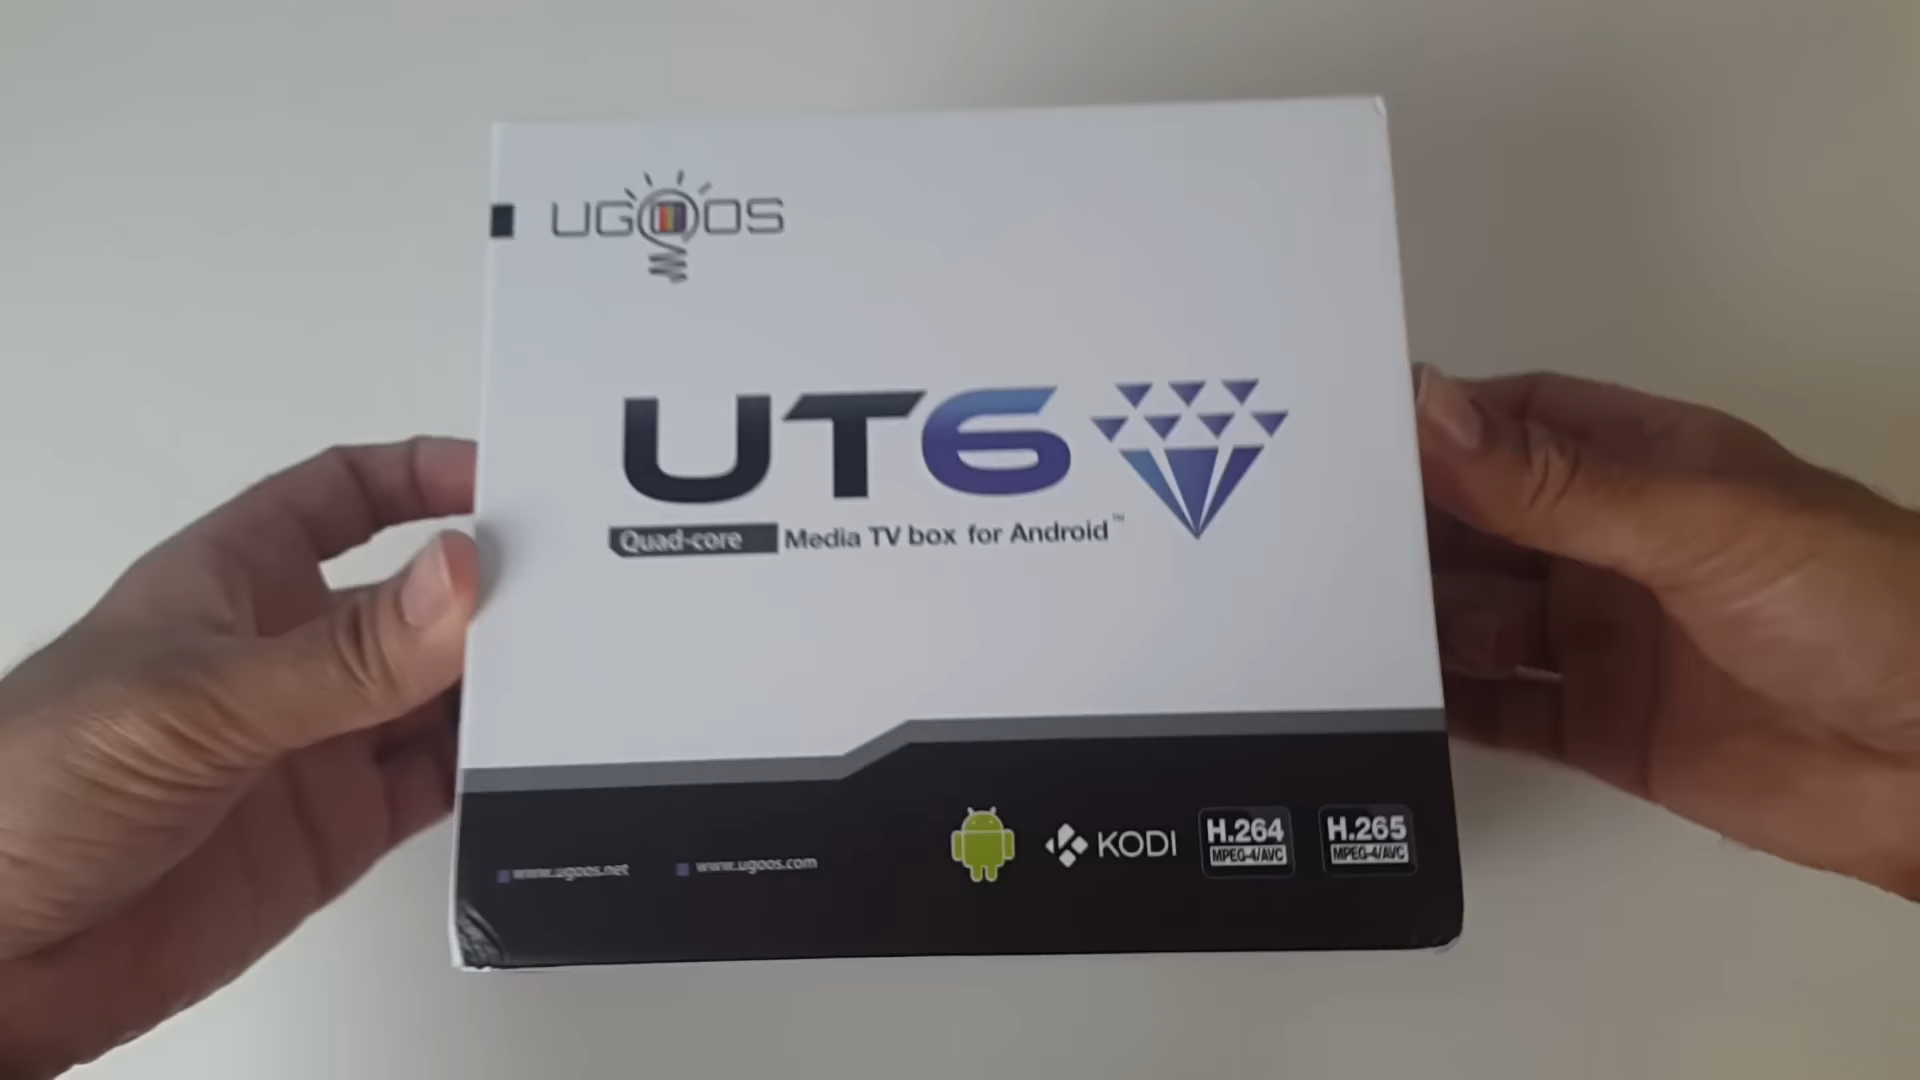 UGOOS
UT6
Quad-core Media TV box for Android™
www.ugoos.net www.ugoos.com
KODI
H.264
MPEG-4/AVC
H.265
MPEG-4/AVC